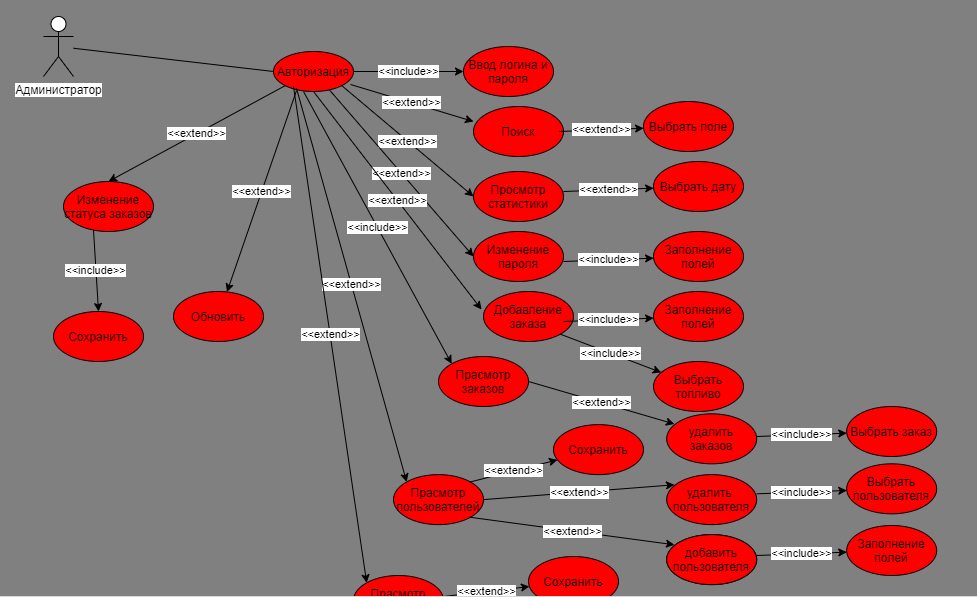 Администратор
Авторизация
<<include>>
Ввод логина и
пароля
<<extend>>
Поиск
<<extend>>
Выбрать поле
<<extend>>
<<extend>>
Просмотр
статистики
<<extend>>
Выбрать дату
<<extend>>
<<extend>>
Изменение
статуса заказов
<<extend>>
<<include>>
Изменение
пароля
<<include>>
Заполнение
полей
<<include>>
Сохранить
Обновить
<<extend>>
<<extend>>
Добавление
заказа
<<include>>
Заполнение
полей
<<include>>
Выбрать
топливо
Прасмотр
заказов
<<extend>>
удалить
заказов
<<include>>
Выбрать заказ
Прасмотр
пользователей
<<extend>>
Сохранить
<<extend>>
удалить
пользователя
<<include>>
Выбрать
пользователя
<<extend>>
добавить
пользователя
<<include>>
Заполнение
полей
Прасмотр
<<extend>>
Сохранить